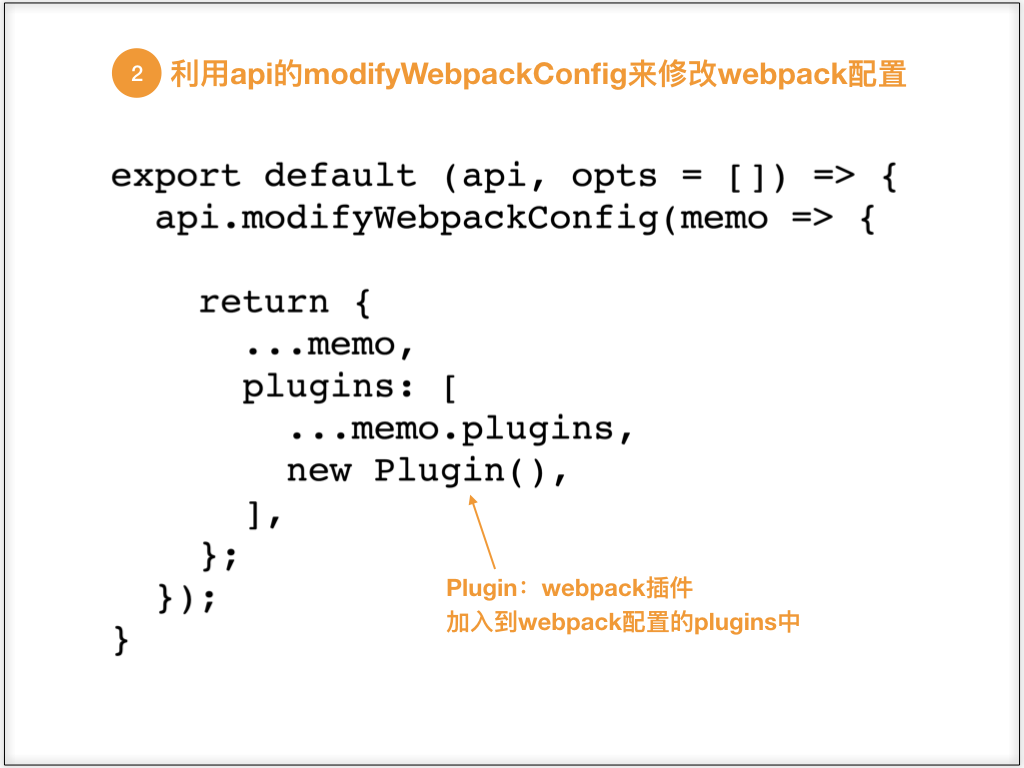 2 利用api的modifyWebpackConfig来修改webpack配置
export default (api, opts = []) => {
  api.modifyWebpackConfig(memo => {
    return {
      ...memo,
      plugins: [
        ...memo.plugins,
        new Plugin(),
      ],
    };
  });
}
Plugin：webpack插件
加入到webpack配置的plugins中